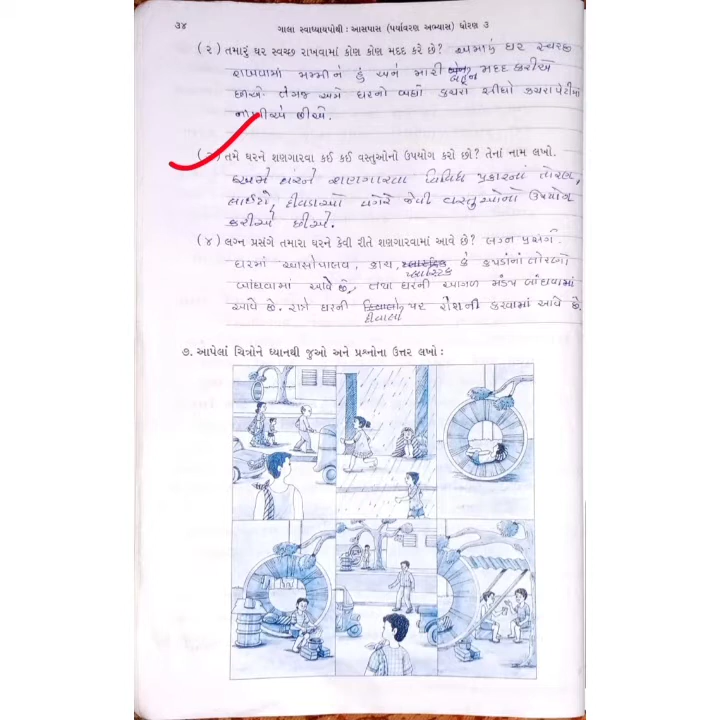 ૩૪ ગાલા સ્વાધ્યાયપોથી : આસપાસ (પર્યાવરણ અભ્યાસ) ધોરણ ૩
(૨) તમારું ઘર સ્વચ્છ રાખવામાં કોણ કોણ મદદ કરે છે? અમારું ઘર સ્વચ્છ
રાખવામાં મમ્મીને હું અને મારી બહેન મદદ કરીએ
છીએ. તેમજ અમે ઘરનો બધો કચરો સીધો કચરાપેટીમાં
નાખીએ છીએ.
તમે ઘરને શણગારવા કઈ કઈ વસ્તુઓનો ઉપયોગ કરો છો? તેનાં નામ લખો.
અમે ઘરને શણગારવા વિવિધ પ્રકારનાં તોરણ,
લાઈટો, દીવડાઓ વગેરે જેવી વસ્તુઓનો ઉપયોગ
કરીએ છીએ.
(૪) લગ્ન પ્રસંગે તમારા ઘરને કેવી રીતે શણગારવામાં આવે છે? લગ્ન પ્રસંગે
ઘરમાં આસોપાલવ, કાચ, પ્લાસ્ટિક કે કપડાંનાં તોરણો
બાંધવામાં આવે છે, તથા ઘરની આગળ મંડપ બાંધવામાં
આવે છે. રાત્રે ઘરની દીવાલો પર રોશની કરવામાં આવે છે.
૭. આપેલાં ચિત્રોને ધ્યાનથી જુઓ અને પ્રશ્નોના ઉત્તર લખો :